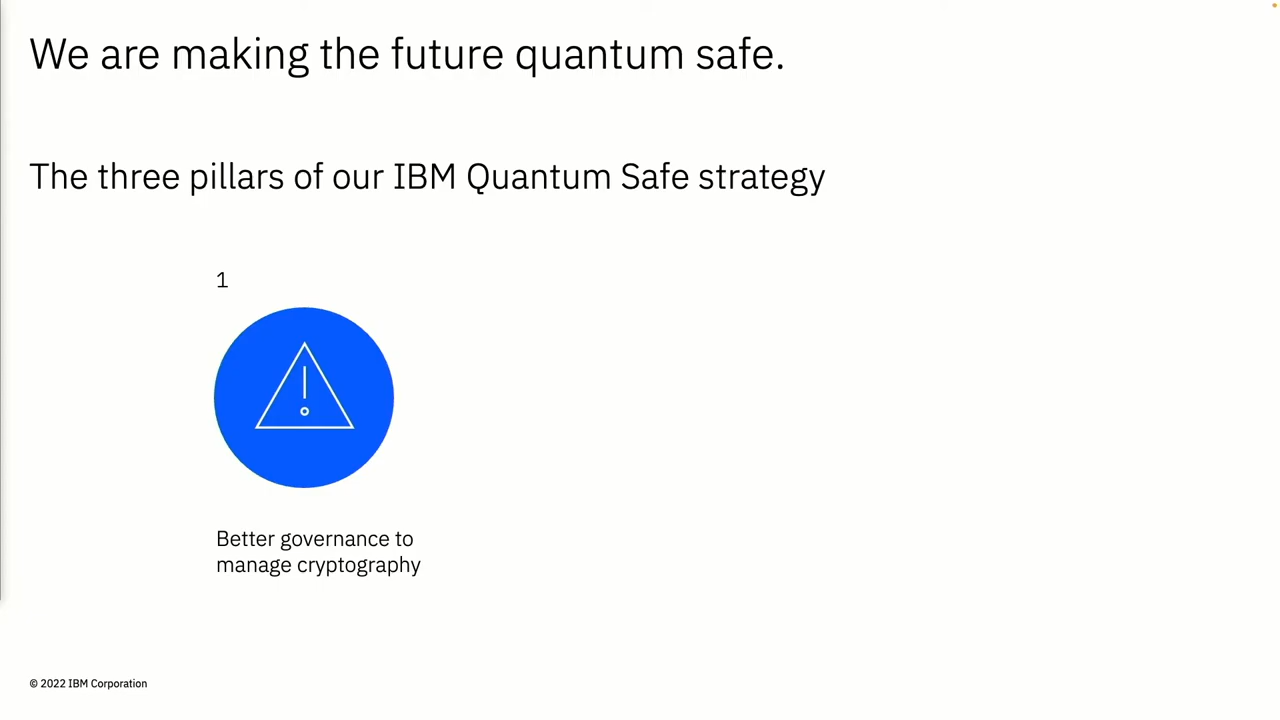 We are making the future quantum safe.
The three pillars of our IBM Quantum Safe strategy
1
Better governance to
manage cryptography
© 2022 IBM Corporation